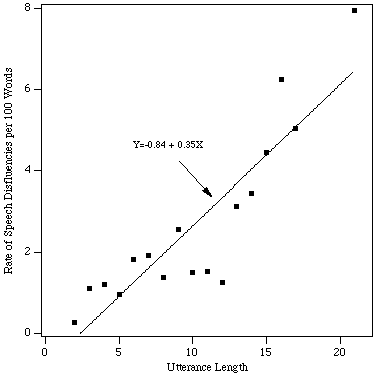 8
6
4
2
0
Rate of Speech Disfluencies per 100 Words
Y=-0.84 + 0.35X
0 5 10 15 20
Utterance Length